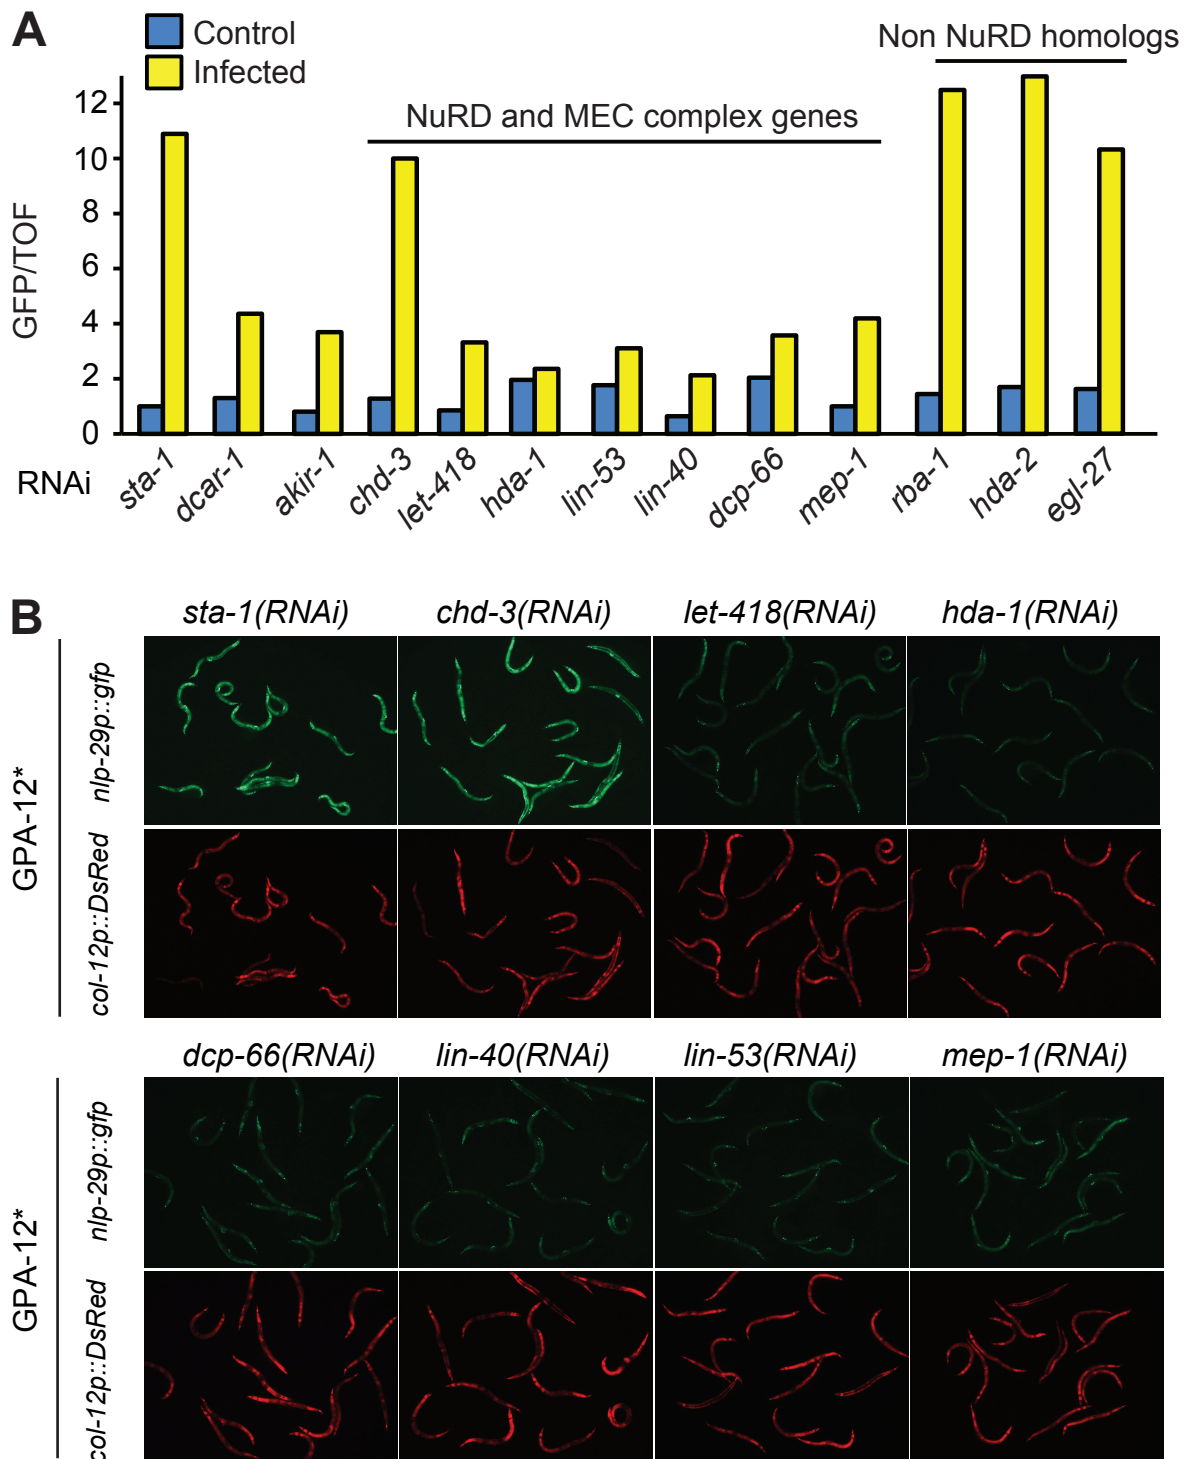 A
Control
Infected
Non NuRD homologs
NuRD and MEC complex genes
GFP/TOF
12
10
8
6
4
2
0
RNAi
sta-1
dcar-1
akir-1
chd-3
let-418
hda-1
lin-53
lin-40
dcp-66
mep-1
rba-1
hda-2
egl-27
B
sta-1(RNAi)
chd-3(RNAi)
let-418(RNAi)
hda-1(RNAi)
GPA-12*
nlp-29p::gfp
col-12p::DsRed
dcp-66(RNAi)
lin-40(RNAi)
lin-53(RNAi)
mep-1(RNAi)
GPA-12*
nlp-29p::gfp
col-12p::DsRed